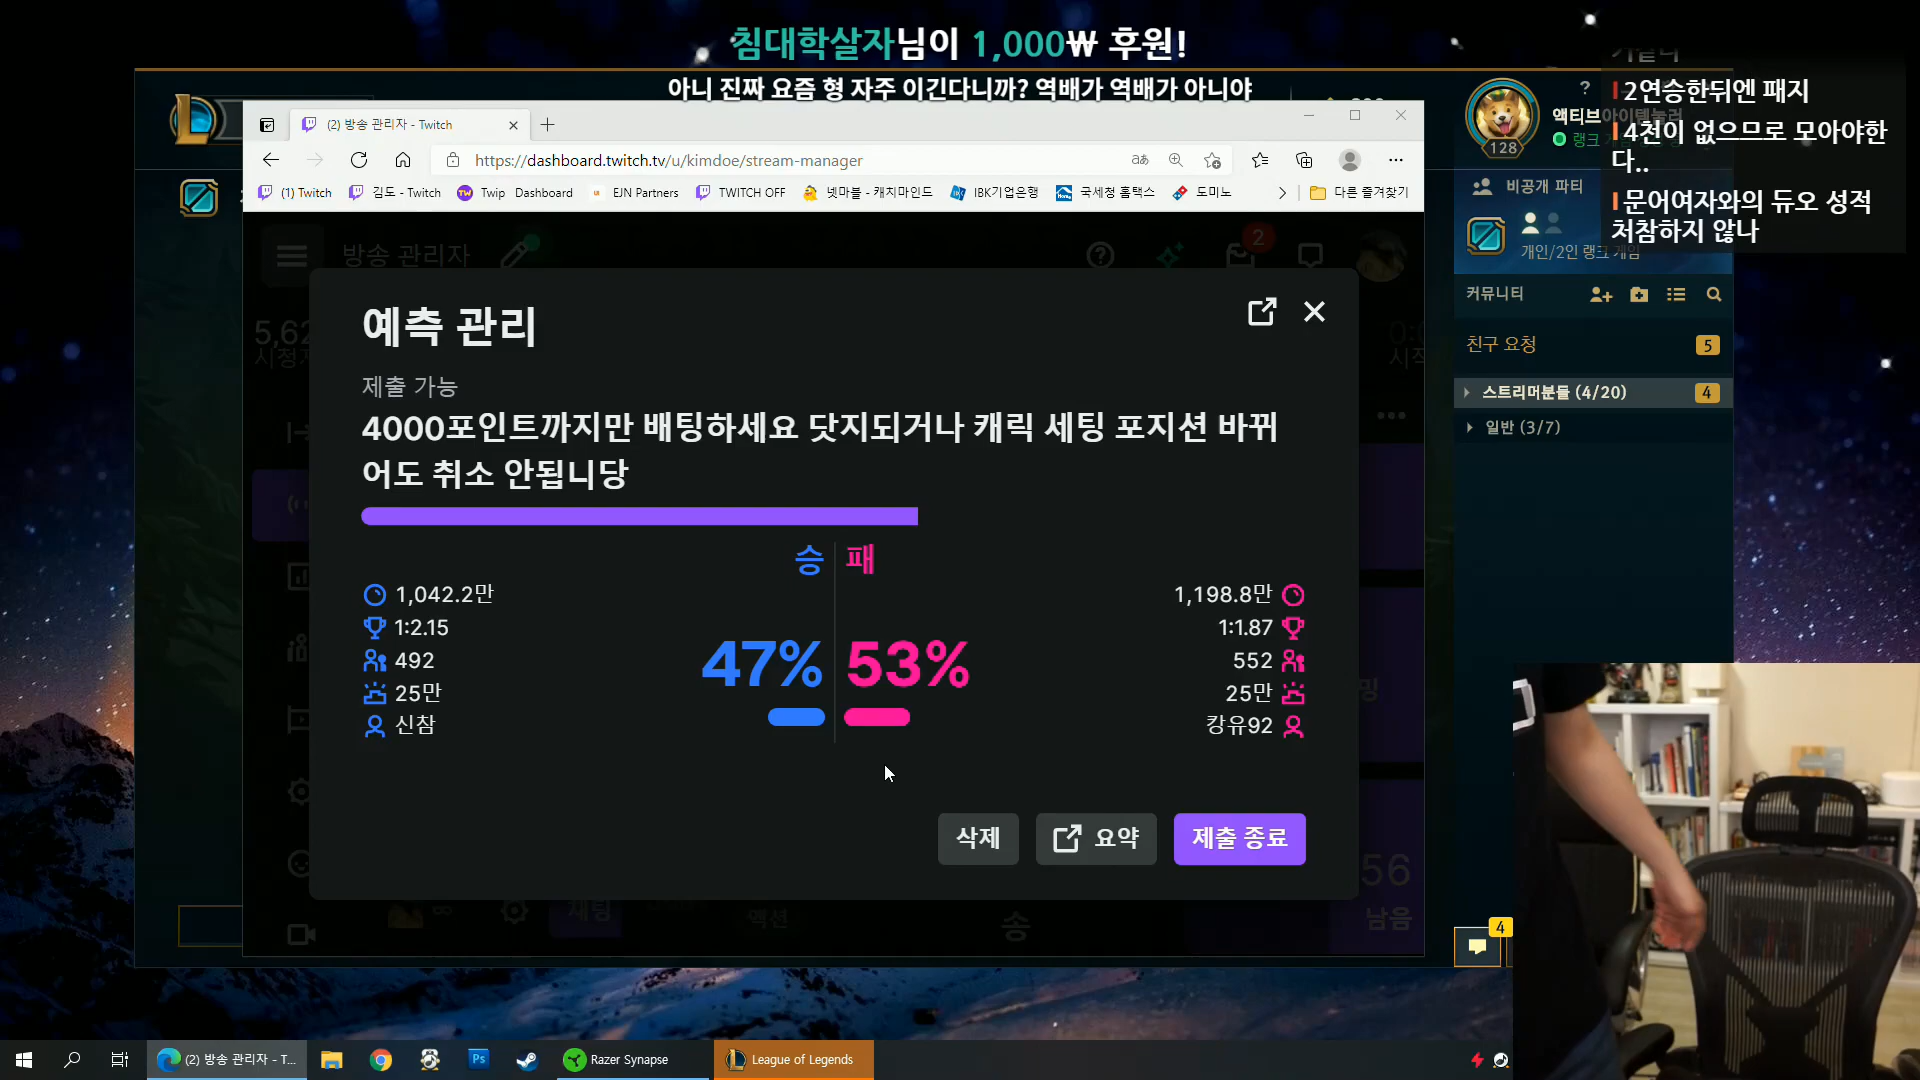 침대학살자님이 1,000₩ 후원!
아니 진짜 요즘 형 자주 이긴다니까? 역배가 역배가 아니야
2연승한뒤엔 패지
4천이 없으므로 모아야한
다..
문어여자와의 듀오 성적
처참하지 않나
(2) 방송 관리자 - Twitch
https://dashboard.twitch.tv/u/kimdoe/stream-manager
(1) Twitch
김도 - Twitch
Twip
Dashboard
EJN Partners
TWITCH OFF
넷마블 - 캐치마인드
IBK기업은행
국세청 홈택스
도미노
다른 즐겨찾기
방송 관리자
2
예측 관리
제출 가능
4000포인트까지만 배팅하세요 닷지되거나 캐릭 세팅 포지션 바뀌
어도 취소 안됩니당
승
패
1,042.2만
1:2.15
492
25만
신참
47%
53%
1,198.8만
1:1.87
552
25만
캉유92
삭제
요약
제출 종료
채팅
액션
승
56
남음
128
?
랭크
비공개 파티
개인/2인 랭크 게임
커뮤니티
친구 요청
5
스트리머분들 (4/20)
4
일반 (3/7)
4
(2) 방송 관리자 - T...
Ps
Razer Synapse
League of Legends